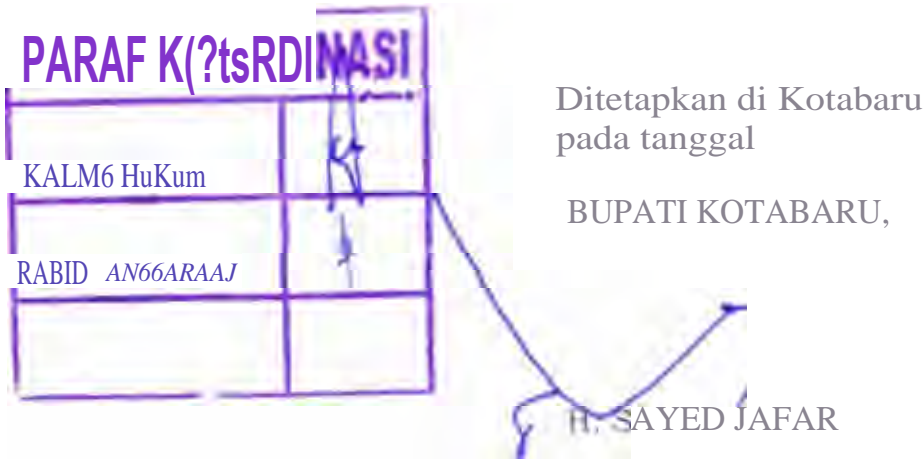 PARAF K(?tsRDINASI
KALM6 HuKum
RABID AN66ARAAJ
Ditetapkan di Kotabaru
pada tanggal
BUPATI KOTABARU,
H. SAYED JAFAR